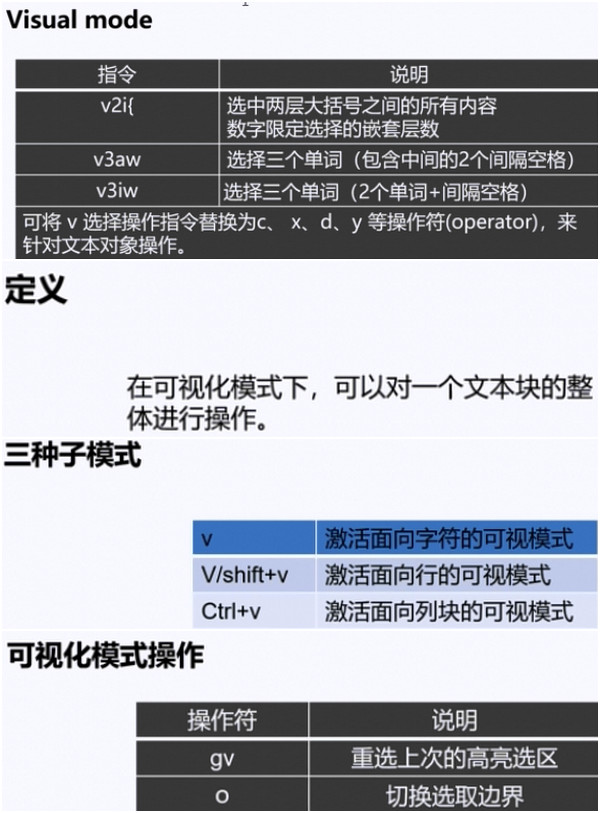 Visual mode
指令 说明
v2i{ 选中两层大括号之间的所有内容
数字限定选择的嵌套层数
v3aw 选择三个单词（包含中间的2个间隔空格）
v3iw 选择三个单词（2个单词+间隔空格）
可将 v 选择操作指令替换为c、 x、d、y 等操作符(operator)，来
针对文本对象操作。
定义
在可视化模式下，可以对一个文本块的整
体进行操作。
三种子模式
v 激活面向字符的可视模式
V/shift+v 激活面向行的可视模式
Ctrl+v 激活面向列块的可视模式
可视化模式操作
操作符 说明
gv 重选上次的高亮选区
o 切换选取边界